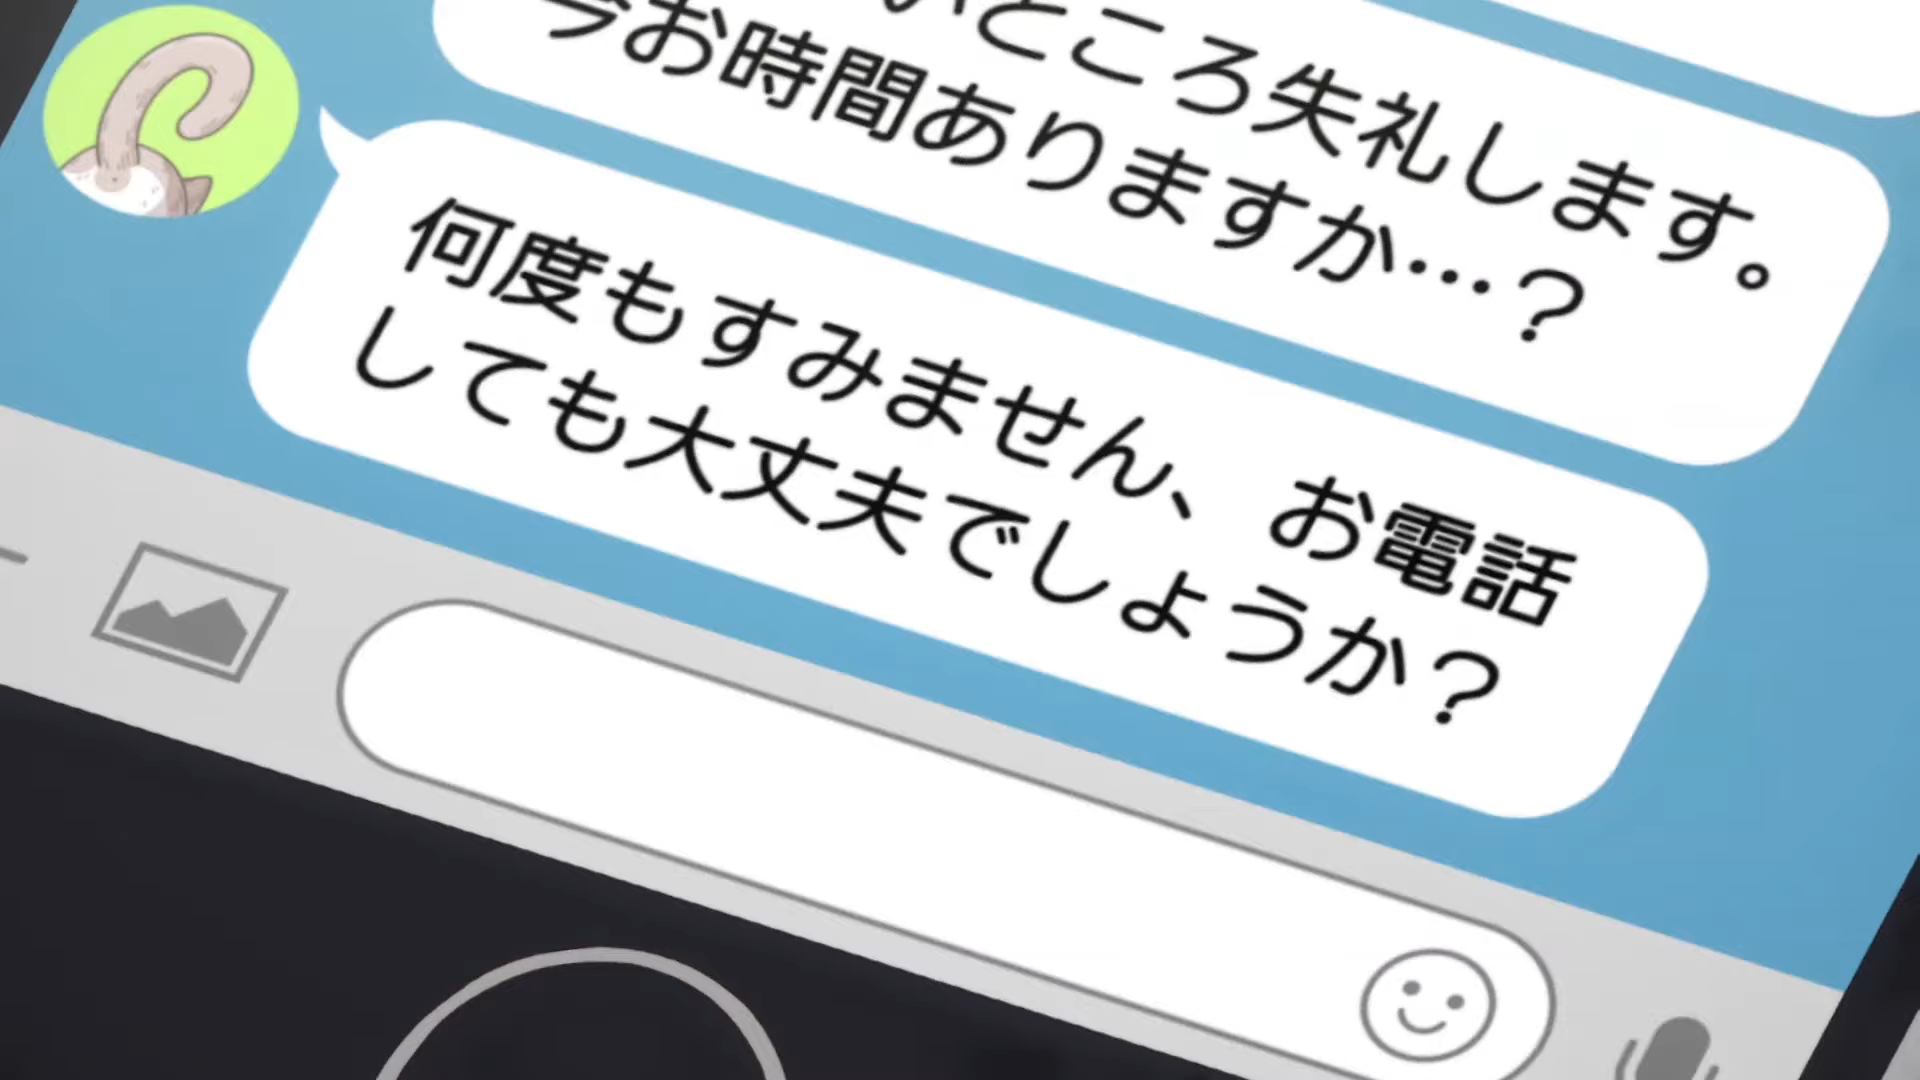 いところ失礼します。
今お時間ありますか…？
何度もすみません、お電話
しても大丈夫でしょうか？